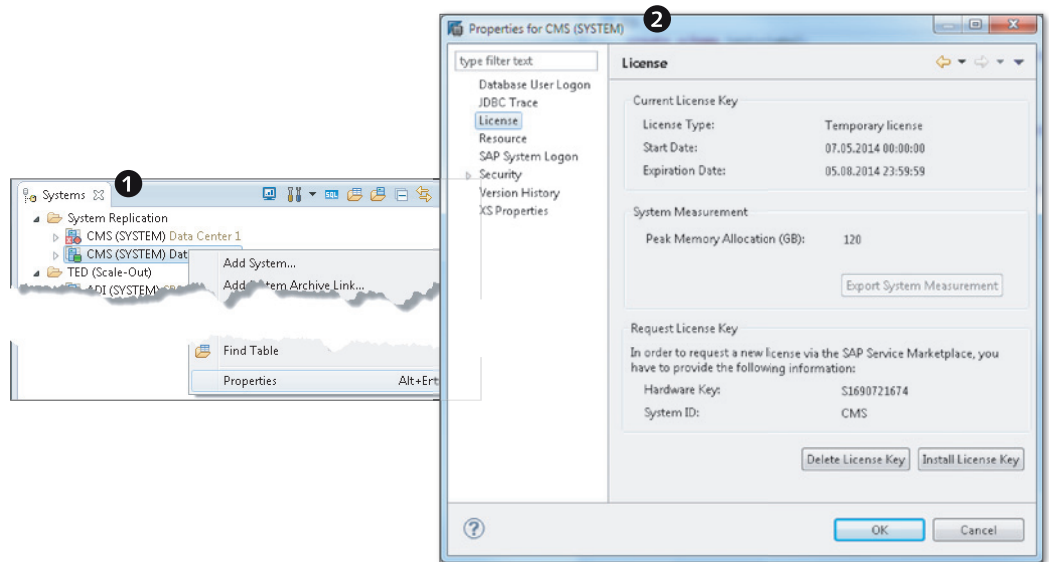 1
Systems
System Replication
CMS (SYSTEM) Data Center 1
CMS (SYSTEM) Dat
TED (Scale-Out)
ADI (SYSTEM)
Add System...
Add System Archive Link...
Find Table
Properties Alt+Ent
2
Properties for CMS (SYSTEM)
type filter text
Database User Logon
JDBC Trace
License
Resource
SAP System Logon
Security
Version History
XS Properties
License
Current License Key
License Type: Temporary license
Start Date: 07.05.2014 00:00:00
Expiration Date: 05.08.2014 23:59:59
System Measurement
Peak Memory Allocation (GB): 120
Export System Measurement
Request License Key
In order to request a new license via the SAP Service Marketplace, you
have to provide the following information:
Hardware Key: S1690721674
System ID: CMS
Delete License Key Install License Key
OK Cancel